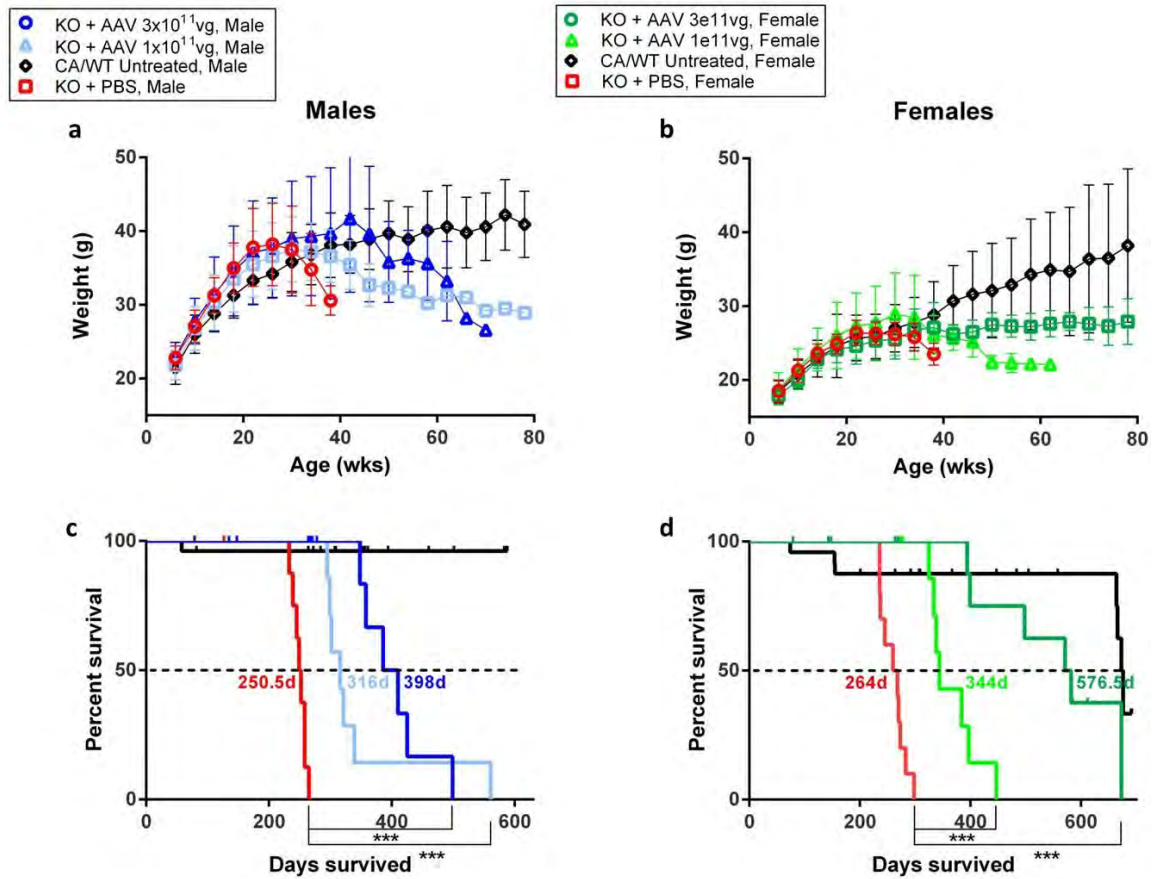 KO + AAV 3x10¹¹vg, Male
KO + AAV 1x10¹¹vg, Male
CA/WT Untreated, Male
KO + PBS, Male
KO + AAV 3e11vg, Female
KO + AAV 1e11vg, Female
CA/WT Untreated, Female
KO + PBS, Female
Males
Females
a
b
50
40
30
20
Weight (g)
0 20 40 60 80
Age (wks)
50
40
30
20
Weight (g)
0 20 40 60 80
Age (wks)
c
d
100
50
0
Percent survival
250.5d 316d 398d
0 200 400 600
***
***
Days survived
100
50
0
Percent survival
264d 344d 576.5d
0 200 400 600
***
***
Days survived